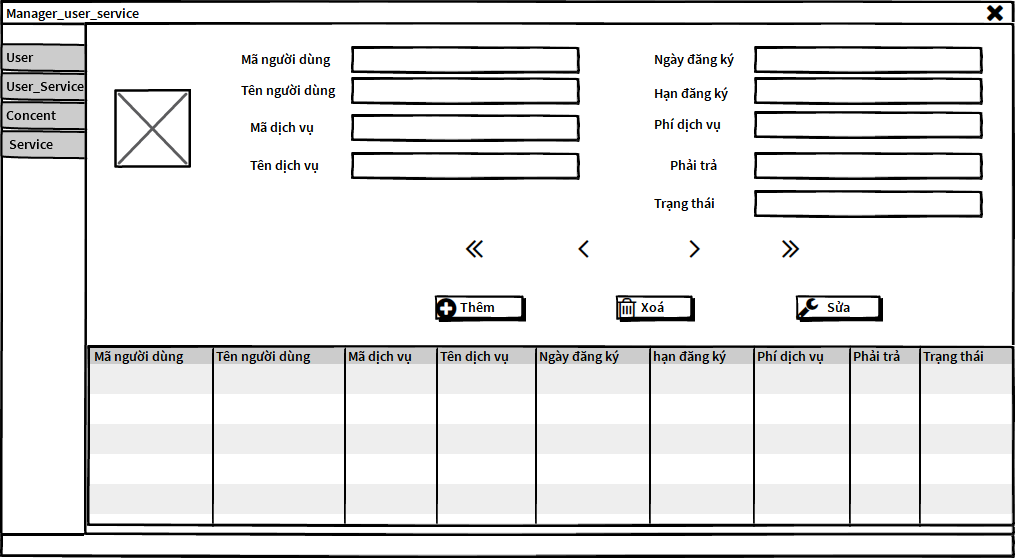 Manager_user_service
User
User_Service
Concent
Service
Mã người dùng
Tên người dùng
Mã dịch vụ
Tên dịch vụ
Ngày đăng ký
Hạn đăng ký
Phí dịch vụ
Phải trả
Trạng thái
Thêm
Xoá
Sửa
Mã người dùng Tên người dùng Mã dịch vụ Tên dịch vụ Ngày đăng ký hạn đăng ký Phí dịch vụ Phải trả Trạng thái